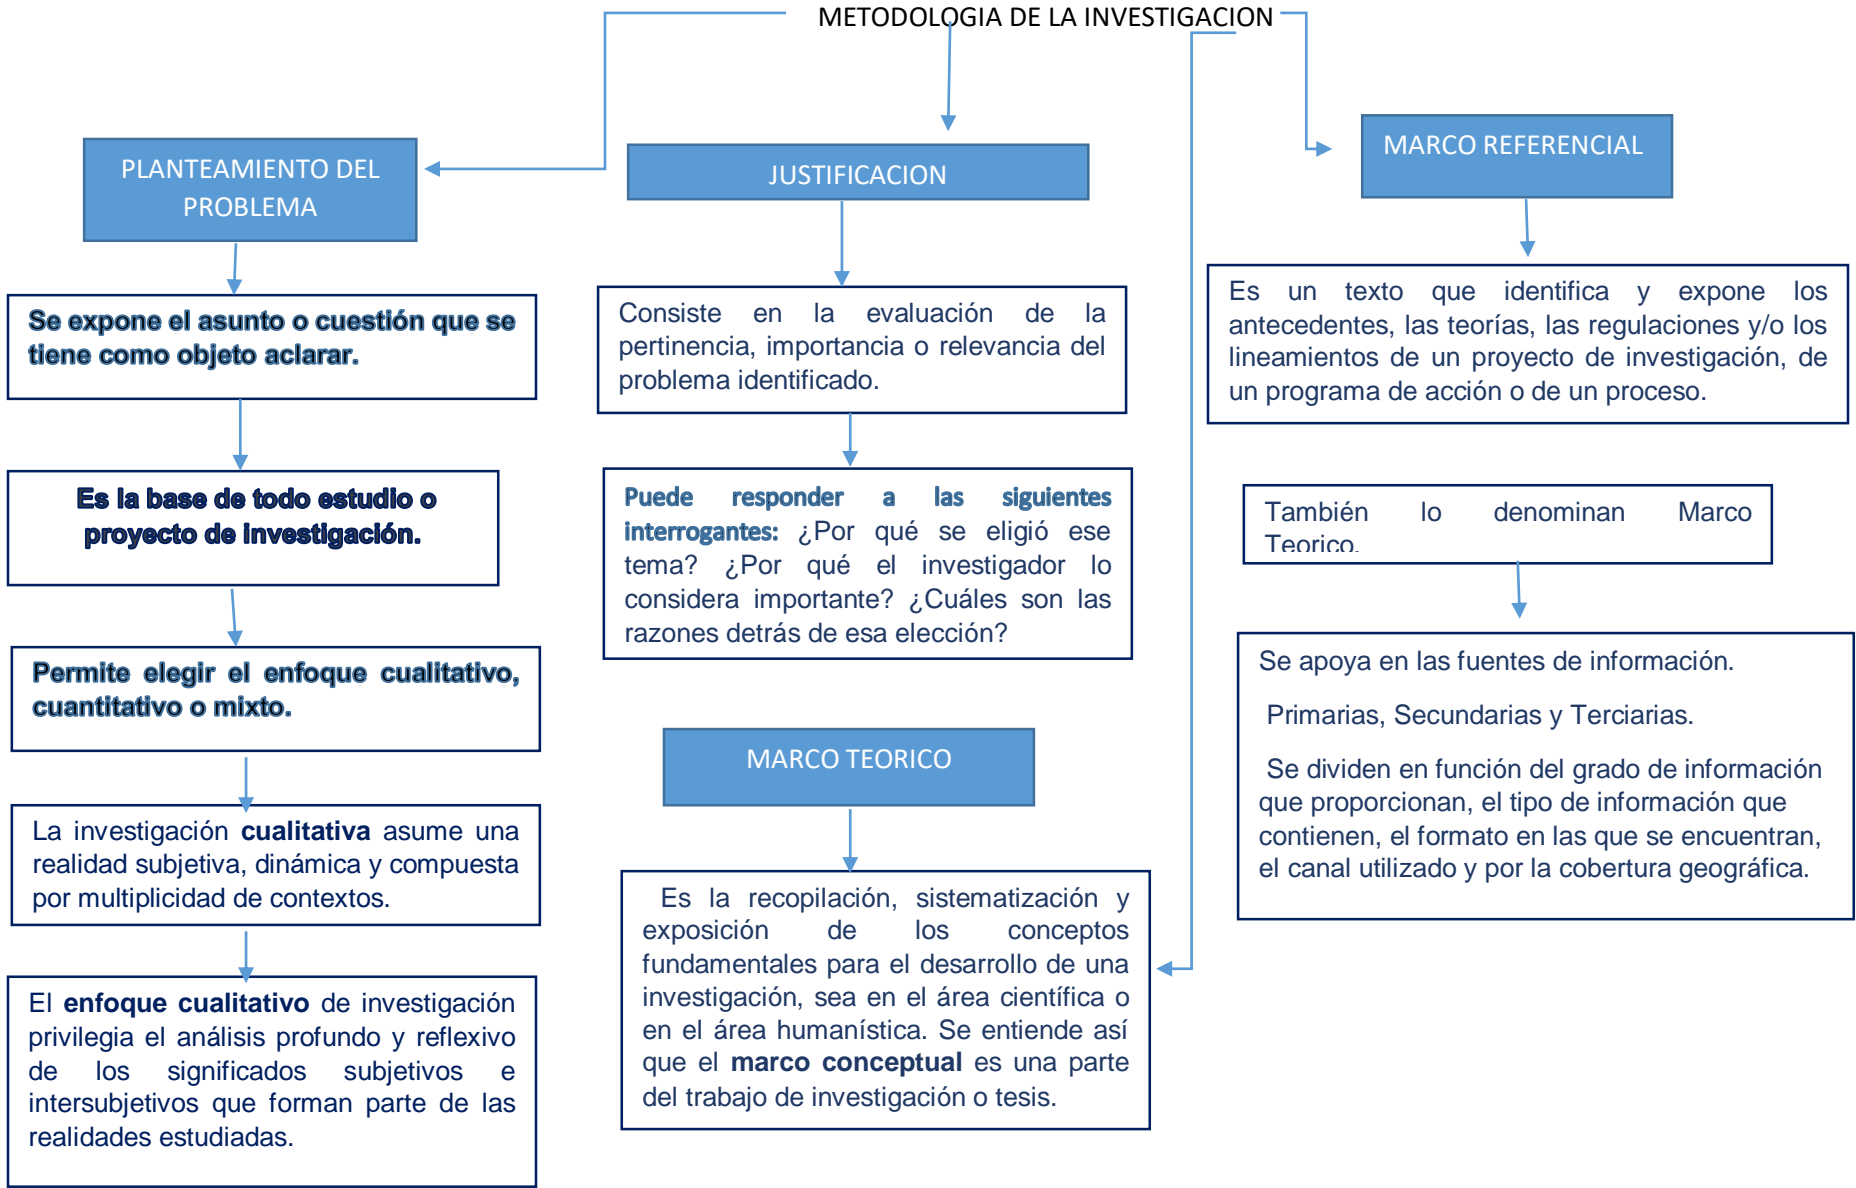 METODOLOGIA DE LA INVESTIGACION
PLANTEAMIENTO DEL
PROBLEMA
Se expone el asunto o cuestión que se
tiene como objeto aclarar.
Es la base de todo estudio o
proyecto de investigación.
Permite elegir el enfoque cualitativo,
cuantitativo o mixto.
La investigación cualitativa asume una
realidad subjetiva, dinámica y compuesta
por multiplicidad de contextos.
El enfoque cualitativo de investigación
privilegia el análisis profundo y reflexivo
de los significados subjetivos e
intersubjetivos que forman parte de las
realidades estudiadas.
JUSTIFICACION
Consiste en la evaluación de la
pertinencia, importancia o relevancia del
problema identificado.
Puede responder a las siguientes
interrogantes: ¿Por qué se eligió ese
tema? ¿Por qué el investigador lo
considera importante? ¿Cuáles son las
razones detrás de esa elección?
MARCO TEORICO
Es la recopilación, sistematización y
exposición de los conceptos
fundamentales para el desarrollo de una
investigación, sea en el área científica o
en el área humanística. Se entiende así
que el marco conceptual es una parte
del trabajo de investigación o tesis.
MARCO REFERENCIAL
Es un texto que identifica y expone los
antecedentes, las teorías, las regulaciones y/o los
lineamientos de un proyecto de investigación, de
un programa de acción o de un proceso.
También lo denominan Marco
Teorico.
Se apoya en las fuentes de información.
Primarias, Secundarias y Terciarias.
Se dividen en función del grado de información
que proporcionan, el tipo de información que
contienen, el formato en las que se encuentran,
el canal utilizado y por la cobertura geográfica.